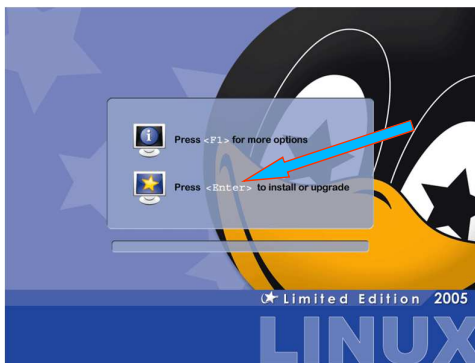 Press <F1> for more options
Press <Enter> to install or upgrade
Limited Edition 2005
LINUX